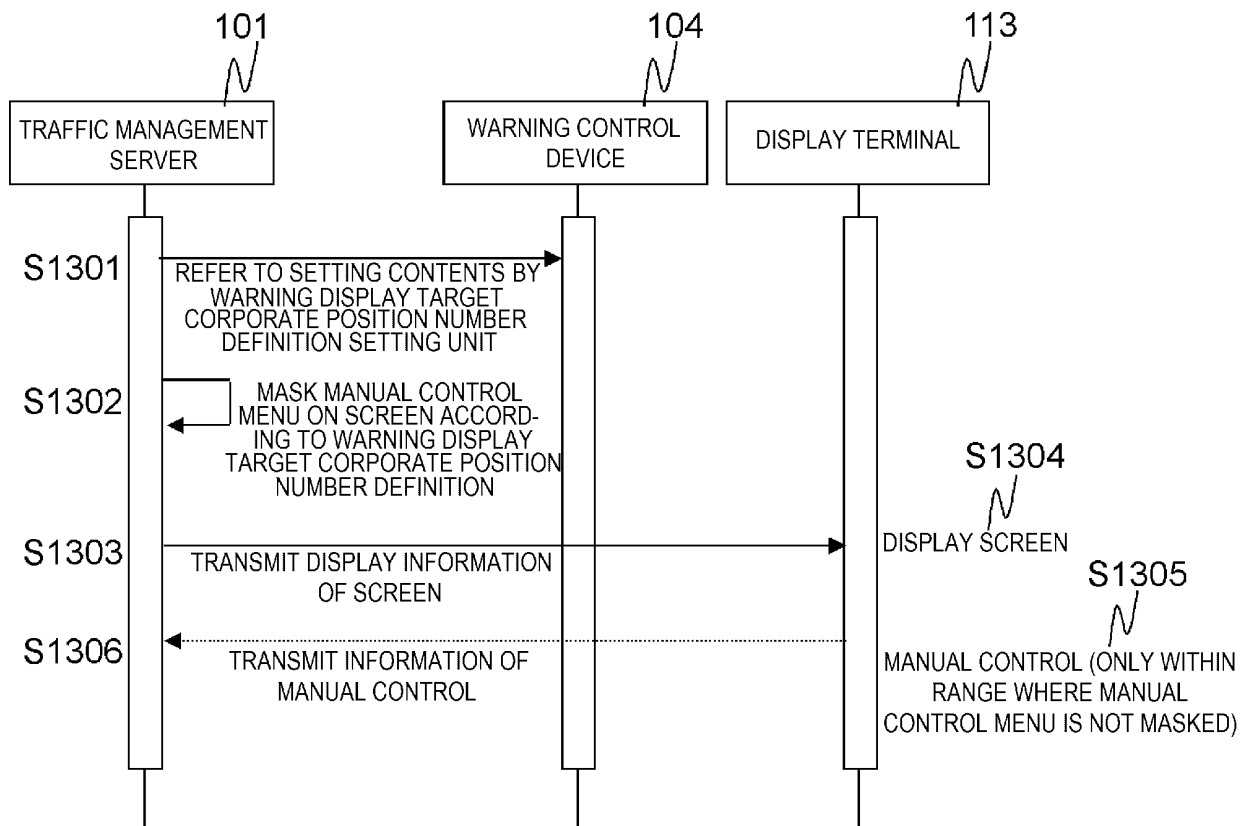 101
104
113
TRAFFIC MANAGEMENT
SERVER
WARNING CONTROL
DEVICE
DISPLAY TERMINAL
S1301
REFER TO SETTING CONTENTS BY
WARNING DISPLAY TARGET
CORPORATE POSITION NUMBER
DEFINITION SETTING UNIT
S1302
MASK MANUAL CONTROL
MENU ON SCREEN ACCORD-
ING TO WARNING DISPLAY
TARGET CORPORATE POSITION
NUMBER DEFINITION
S1303
TRANSMIT DISPLAY INFORMATION
OF SCREEN
S1304
DISPLAY SCREEN
S1305
MANUAL CONTROL (ONLY WITHIN
RANGE WHERE MANUAL
CONTROL MENU IS NOT MASKED)
S1306
TRANSMIT INFORMATION OF
MANUAL CONTROL